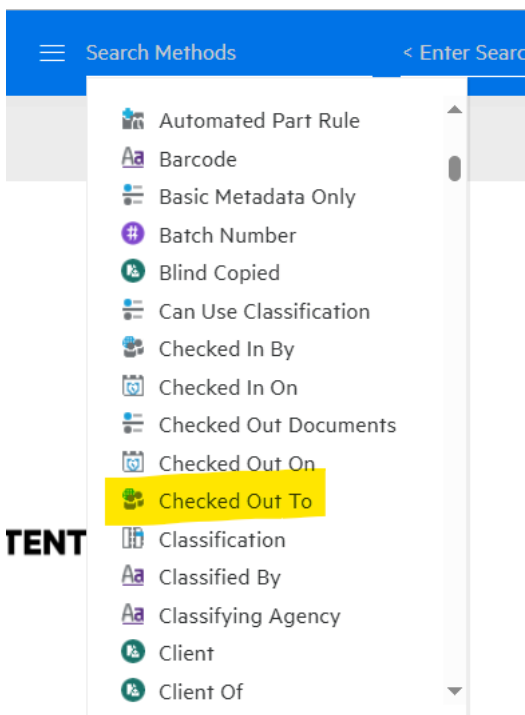 Search Methods < Enter Searc
Automated Part Rule
Barcode
Basic Metadata Only
Batch Number
Blind Copied
Can Use Classification
Checked In By
Checked In On
Checked Out Documents
Checked Out On
Checked Out To
TENT
Classification
Classified By
Classifying Agency
Client
Client Of